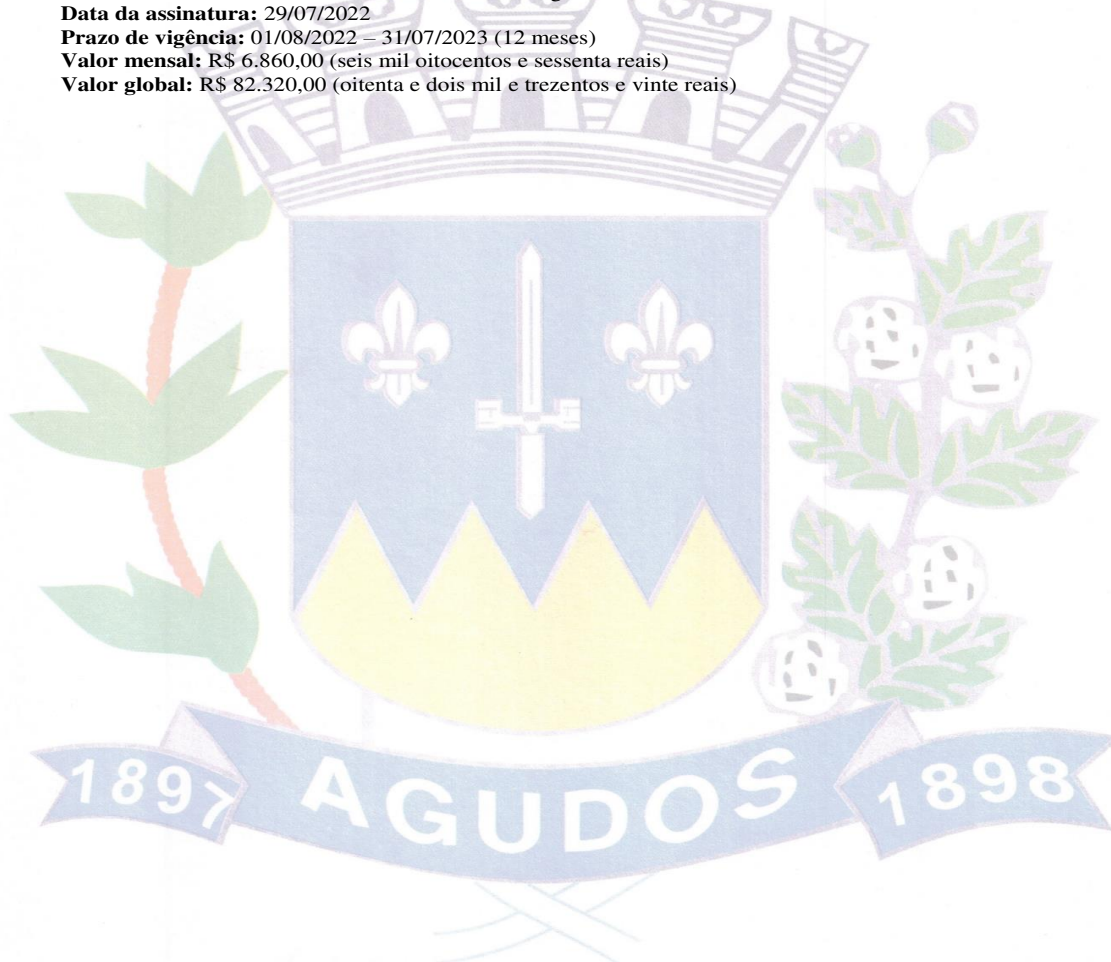 Data da assinatura: 29/07/2022
Prazo de vigência: 01/08/2022 – 31/07/2023 (12 meses)
Valor mensal: R$ 6.860,00 (seis mil oitocentos e sessenta reais)
Valor global: R$ 82.320,00 (oitenta e dois mil e trezentos e vinte reais)
1897 AGUDOS 1898